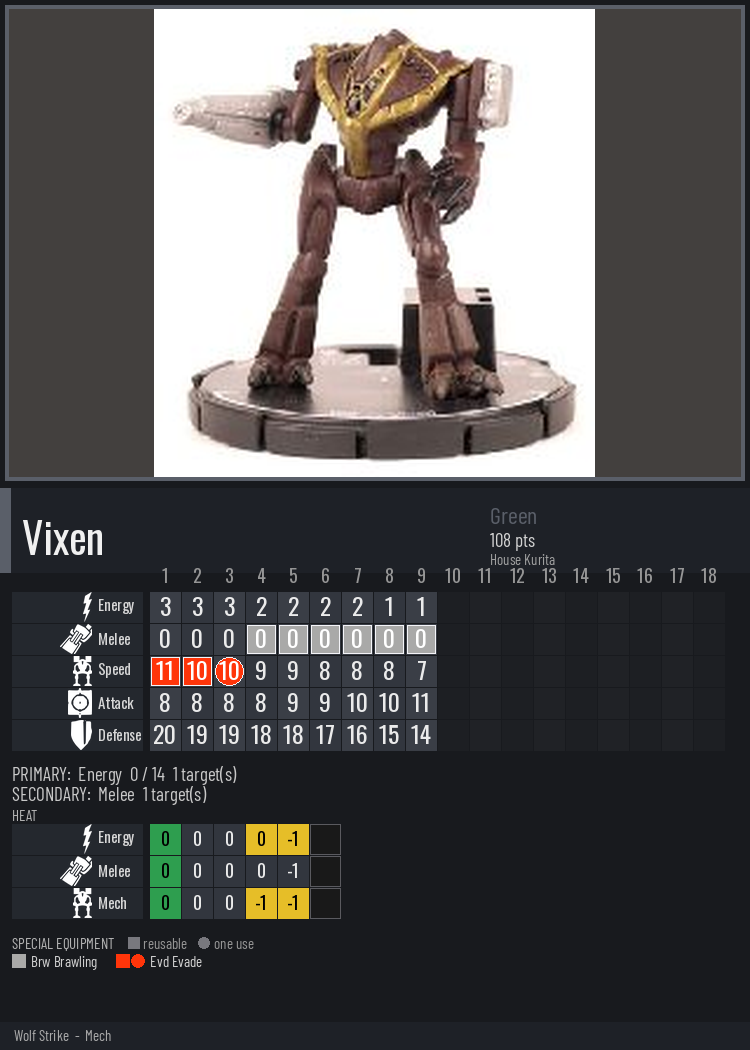 Vixen
Green
108 pts
House Kurita
1 2 3 4 5 6 7 8 9 10 11 12 13 14 15 16 17 18
Energy 3 3 3 2 2 2 2 1 1
Melee 0 0 0 0 0 0 0 0 0
Speed 11 10 10 9 9 8 8 8 7
Attack 8 8 8 8 9 9 10 10 11
Defense 20 19 19 18 18 17 16 15 14
PRIMARY: Energy 0 / 14 1 target(s)
SECONDARY: Melee 1 target(s)
HEAT
Energy 0 0 0 0 -1
Melee 0 0 0 0 -1
Mech 0 0 0 -1 -1
SPECIAL EQUIPMENT reusable one use
Brw Brawling Evd Evade
Wolf Strike - Mech